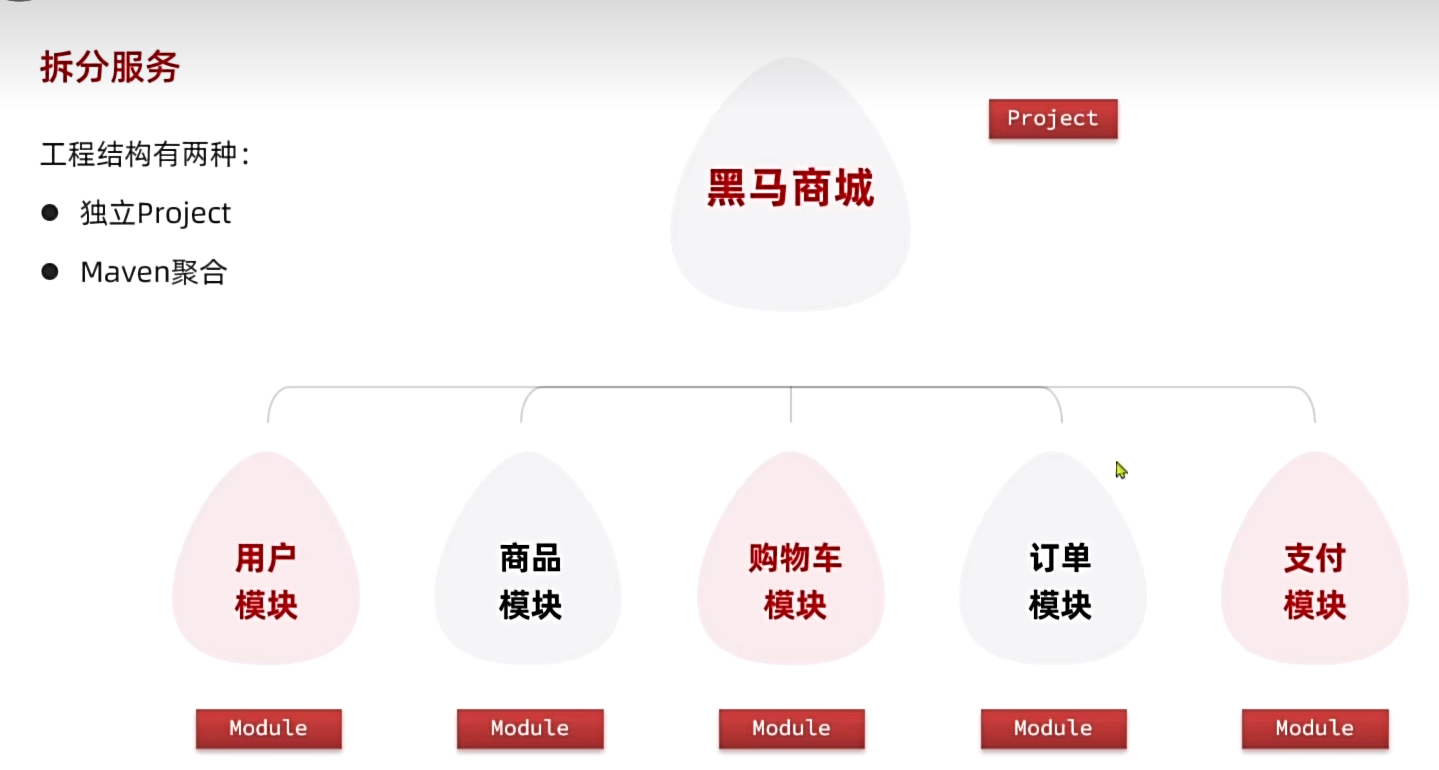 拆分服务
工程结构有两种：
● 独立Project
● Maven聚合
Project
黑马商城
用户
模块
商品
模块
购物车
模块
订单
模块
支付
模块
Module
Module
Module
Module
Module